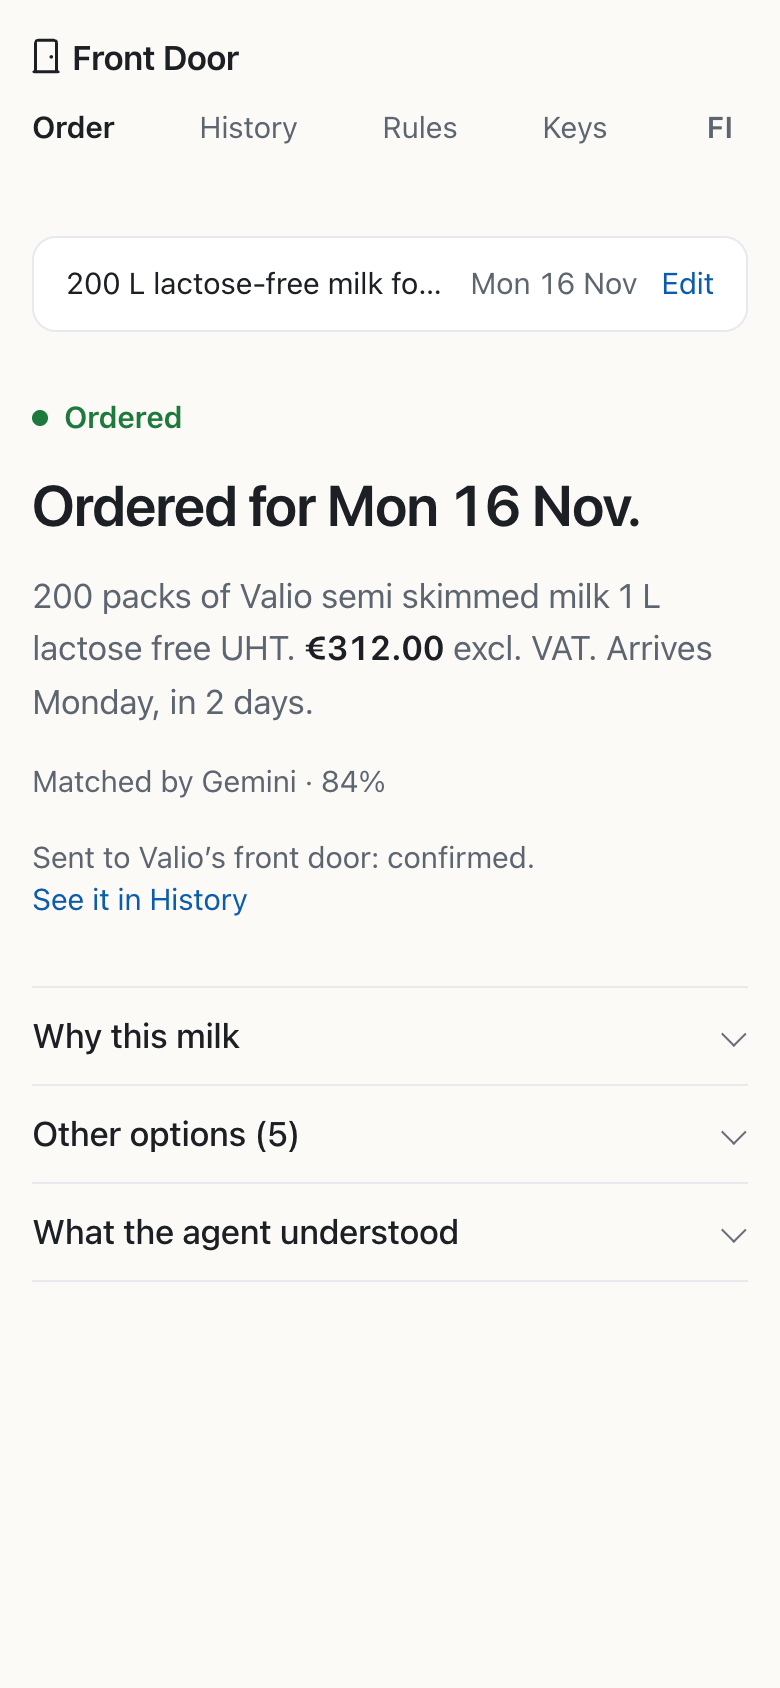 Front Door
Order History Rules Keys FI
200 L lactose-free milk fo... Mon 16 Nov Edit
Ordered
Ordered for Mon 16 Nov.
200 packs of Valio semi skimmed milk 1 L
lactose free UHT. €312.00 excl. VAT. Arrives
Monday, in 2 days.
Matched by Gemini · 84%
Sent to Valio’s front door: confirmed.
See it in History
Why this milk
Other options (5)
What the agent understood